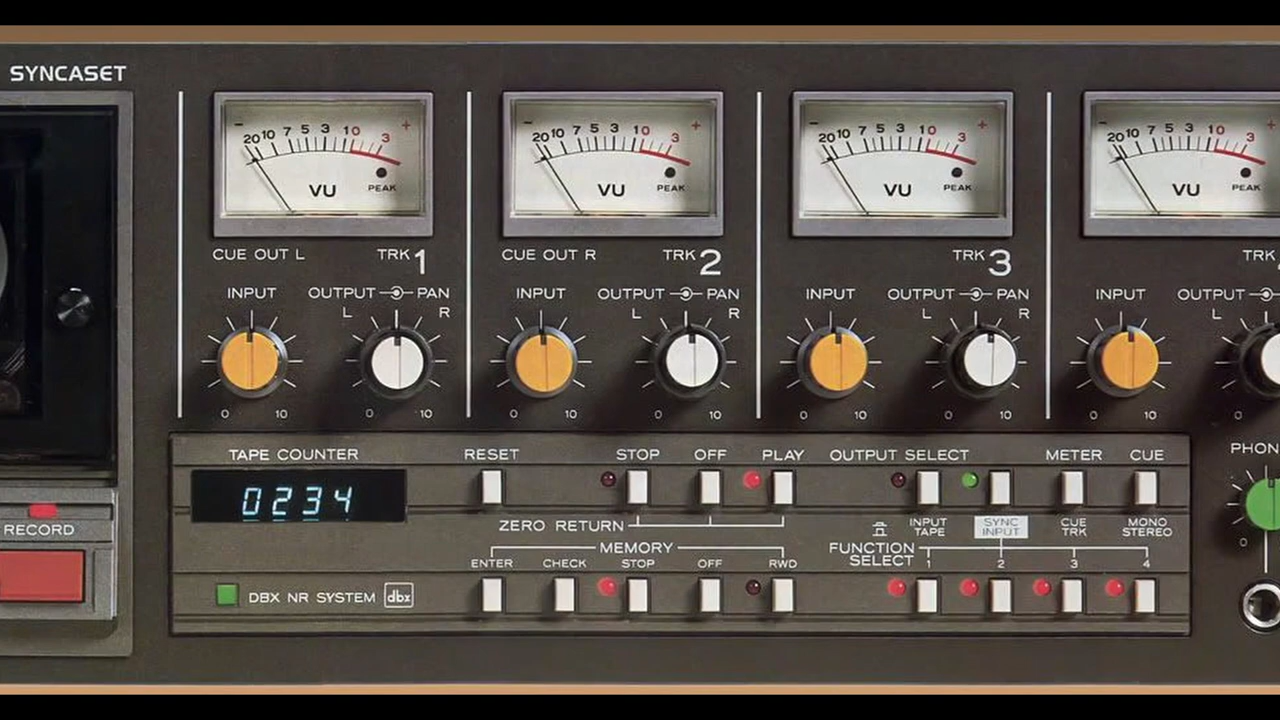 SYNCASET
- 20 10 7 5 3 1 0 3 +
VU
PEAK
- 20 10 7 5 3 1 0 3 +
VU
PEAK
- 20 10 7 5 3 1 0 3 +
VU
PEAK
- 20 10 7 5 3 1 0 3
VU
PEAK
CUE OUT L TRK 1
CUE OUT R TRK 2
TRK 3
TRK
INPUT OUTPUT PAN
L R
0 10 0 10
INPUT OUTPUT PAN
L R
0 10 0 10
INPUT OUTPUT PAN
L R
0 10 0 10
INPUT OUTPUT
L
0 10 0
RECORD
TAPE COUNTER
0234
RESET STOP OFF PLAY
ZERO RETURN
OUTPUT SELECT METER CUE
INPUT
TAPE
SYNC
INPUT
CUE
TRK
MONO
STEREO
MEMORY
ENTER CHECK STOP OFF RWD
FUNCTION
SELECT 1 2 3 4
DBX NR SYSTEM dbx
PHON
0